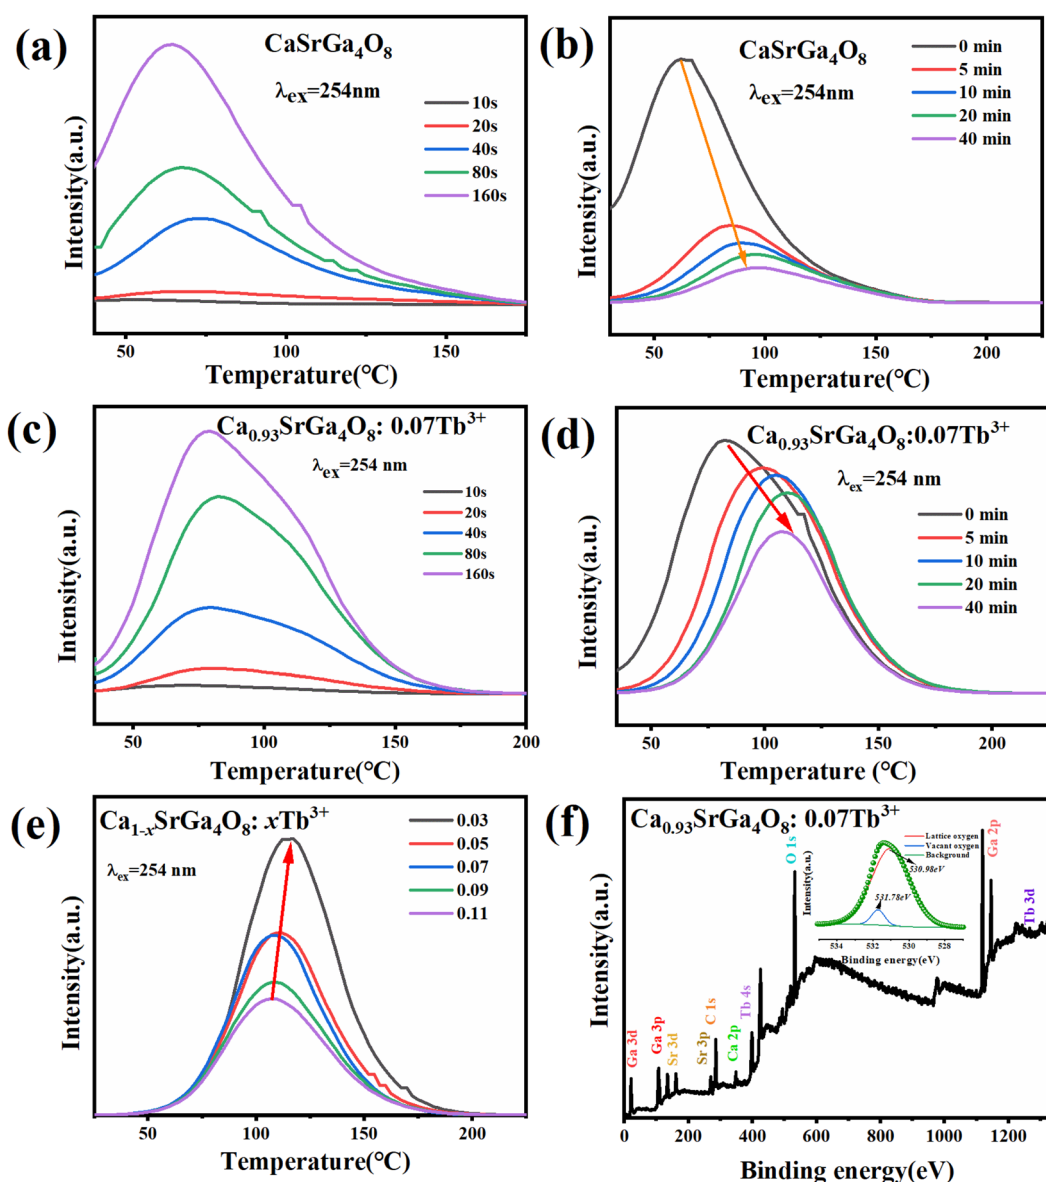 (a)
CaSrGa₄O₈
λex=254nm
10s
20s
40s
80s
160s
Intensity(a.u.)
50
100
150
Temperature(°C)
(b)
CaSrGa₄O₈
λex=254nm
0 min
5 min
10 min
20 min
40 min
Intensity(a.u.)
50
100
150
200
Temperature(°C)
(c)
Ca₀.₉₃SrGa₄O₈: 0.07Tb³⁺
λex=254 nm
10s
20s
40s
80s
160s
Intensity(a.u.)
50
100
150
200
Temperature(°C)
(d)
Ca₀.₉₃SrGa₄O₈:0.07Tb³⁺
λex=254 nm
0 min
5 min
10 min
20 min
40 min
Intensity(a.u.)
50
100
150
200
Temperature (°C)
(e)
Ca₁₋ₓSrGa₄O₈: xTb³⁺
λex=254 nm
0.03
0.05
0.07
0.09
0.11
Intensity(a.u.)
50
100
150
200
Temperature(°C)
(f)
Ca₀.₉₃SrGa₄O₈: 0.07Tb³⁺
Lattice oxygen
Vacant oxygen
Background
530.98eV
531.78eV
Intensity(a.u.)
534
532
530
528
Binding energy(eV)
Ga 3d
Ga 3p
Sr 3d
Sr 3p
C 1s
Ca 2p
Tb 4s
O 1s
Ga 2p
Tb 3d
Intensity(a.u.)
0
200
400
600
800
1000
1200
Binding energy(eV)